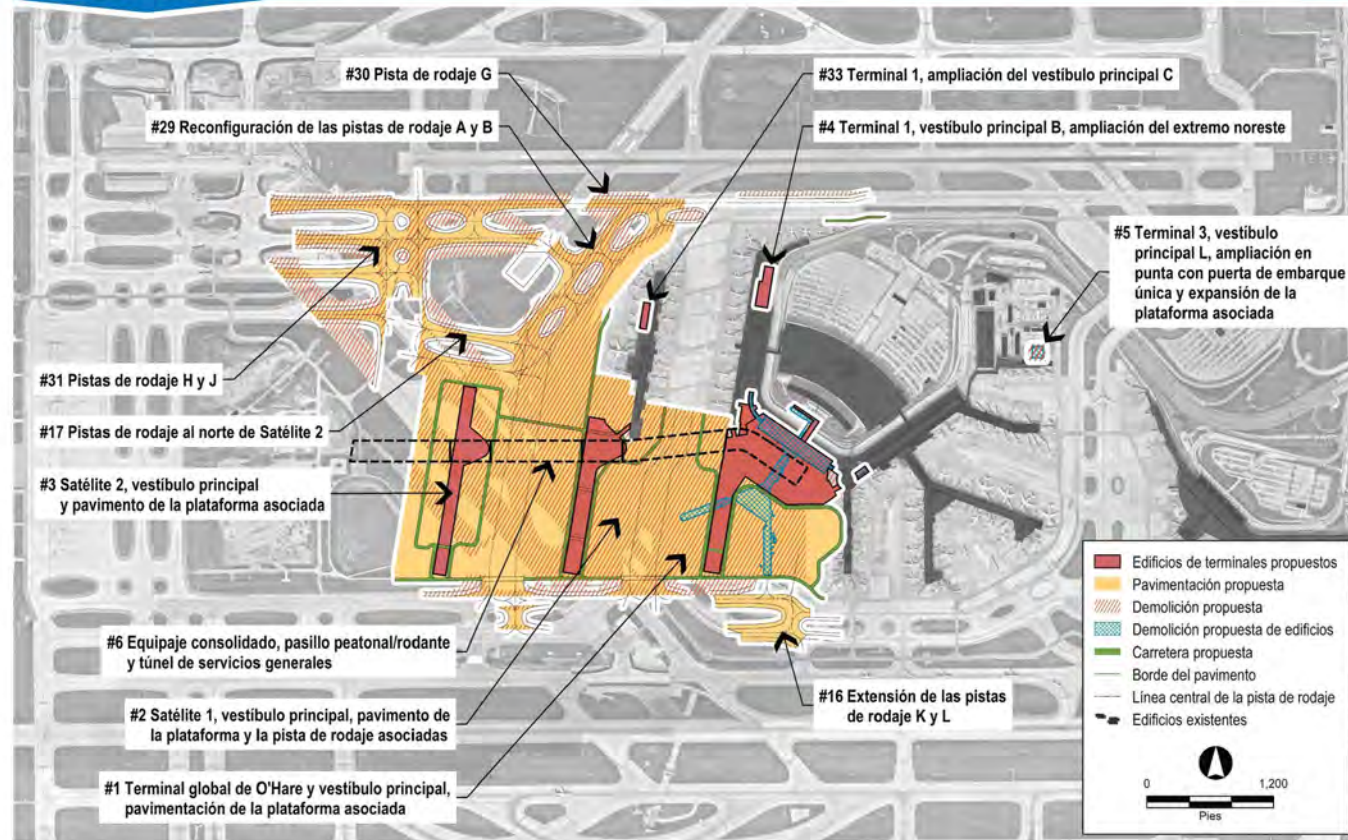 #30 Pista de rodaje G
#33 Terminal 1, ampliación del vestíbulo principal C
#29 Reconfiguración de las pistas de rodaje A y B
#4 Terminal 1, vestíbulo principal B, ampliación del extremo noreste
#5 Terminal 3, vestíbulo
principal L, ampliación en
punta con puerta de embarque
única y expansión de la
plataforma asociada
#31 Pistas de rodaje H y J
#17 Pistas de rodaje al norte de Satélite 2
#3 Satélite 2, vestíbulo principal
y pavimento de la plataforma asociada
#6 Equipaje consolidado, pasillo peatonal/rodante
y túnel de servicios generales
#2 Satélite 1, vestíbulo principal, pavimento de
la plataforma y la pista de rodaje asociadas
#1 Terminal global de O'Hare y vestíbulo principal,
pavimentación de la plataforma asociada
#16 Extensión de las pistas
de rodaje K y L
Edificios de terminales propuestos
Pavimentación propuesta
Demolición propuesta
Demolición propuesta de edificios
Carretera propuesta
Borde del pavimento
Línea central de la pista de rodaje
Edificios existentes
0 1,200
Pies